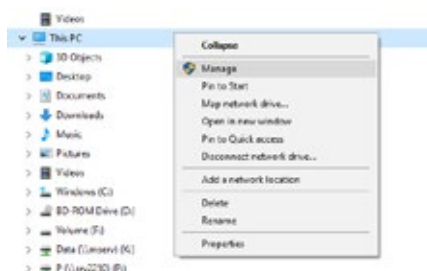 Videos
This PC
3D Objects
Desktop
Documents
Downloads
Music
Pictures
Videos
Windows (C:)
BD-ROM Drive (D:)
Volume (F:)
Data (\\mserv) (K:)
Collapse
Manage
Pin to Start
Map network drive...
Open in new window
Pin to Quick access
Disconnect network drive...
Add a network location
Delete
Rename
Properties